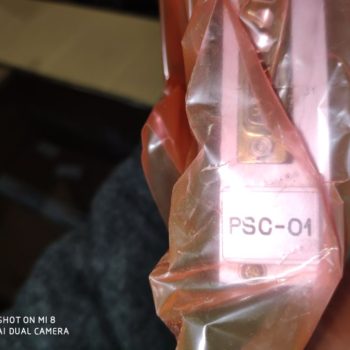 PSC-01
SHOT ON MI 8
AI DUAL CAMERA